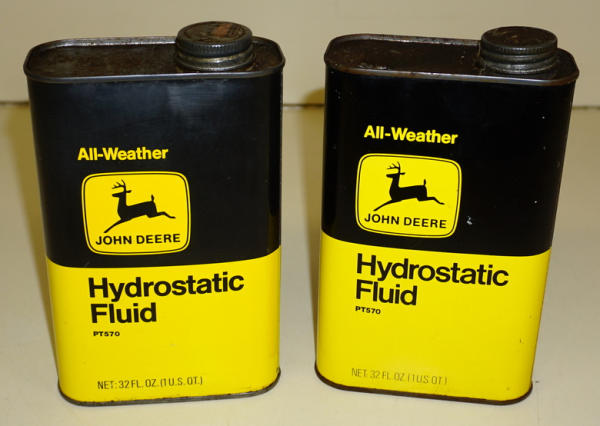 All-Weather
JOHN DEERE
Hydrostatic
Fluid
PT570
NET: 32 FL. OZ. (1 U.S. QT.)
All-Weather
JOHN DEERE
Hydrostatic
Fluid
PT570
NET: 32 FL. OZ. (1 U.S. QT.)